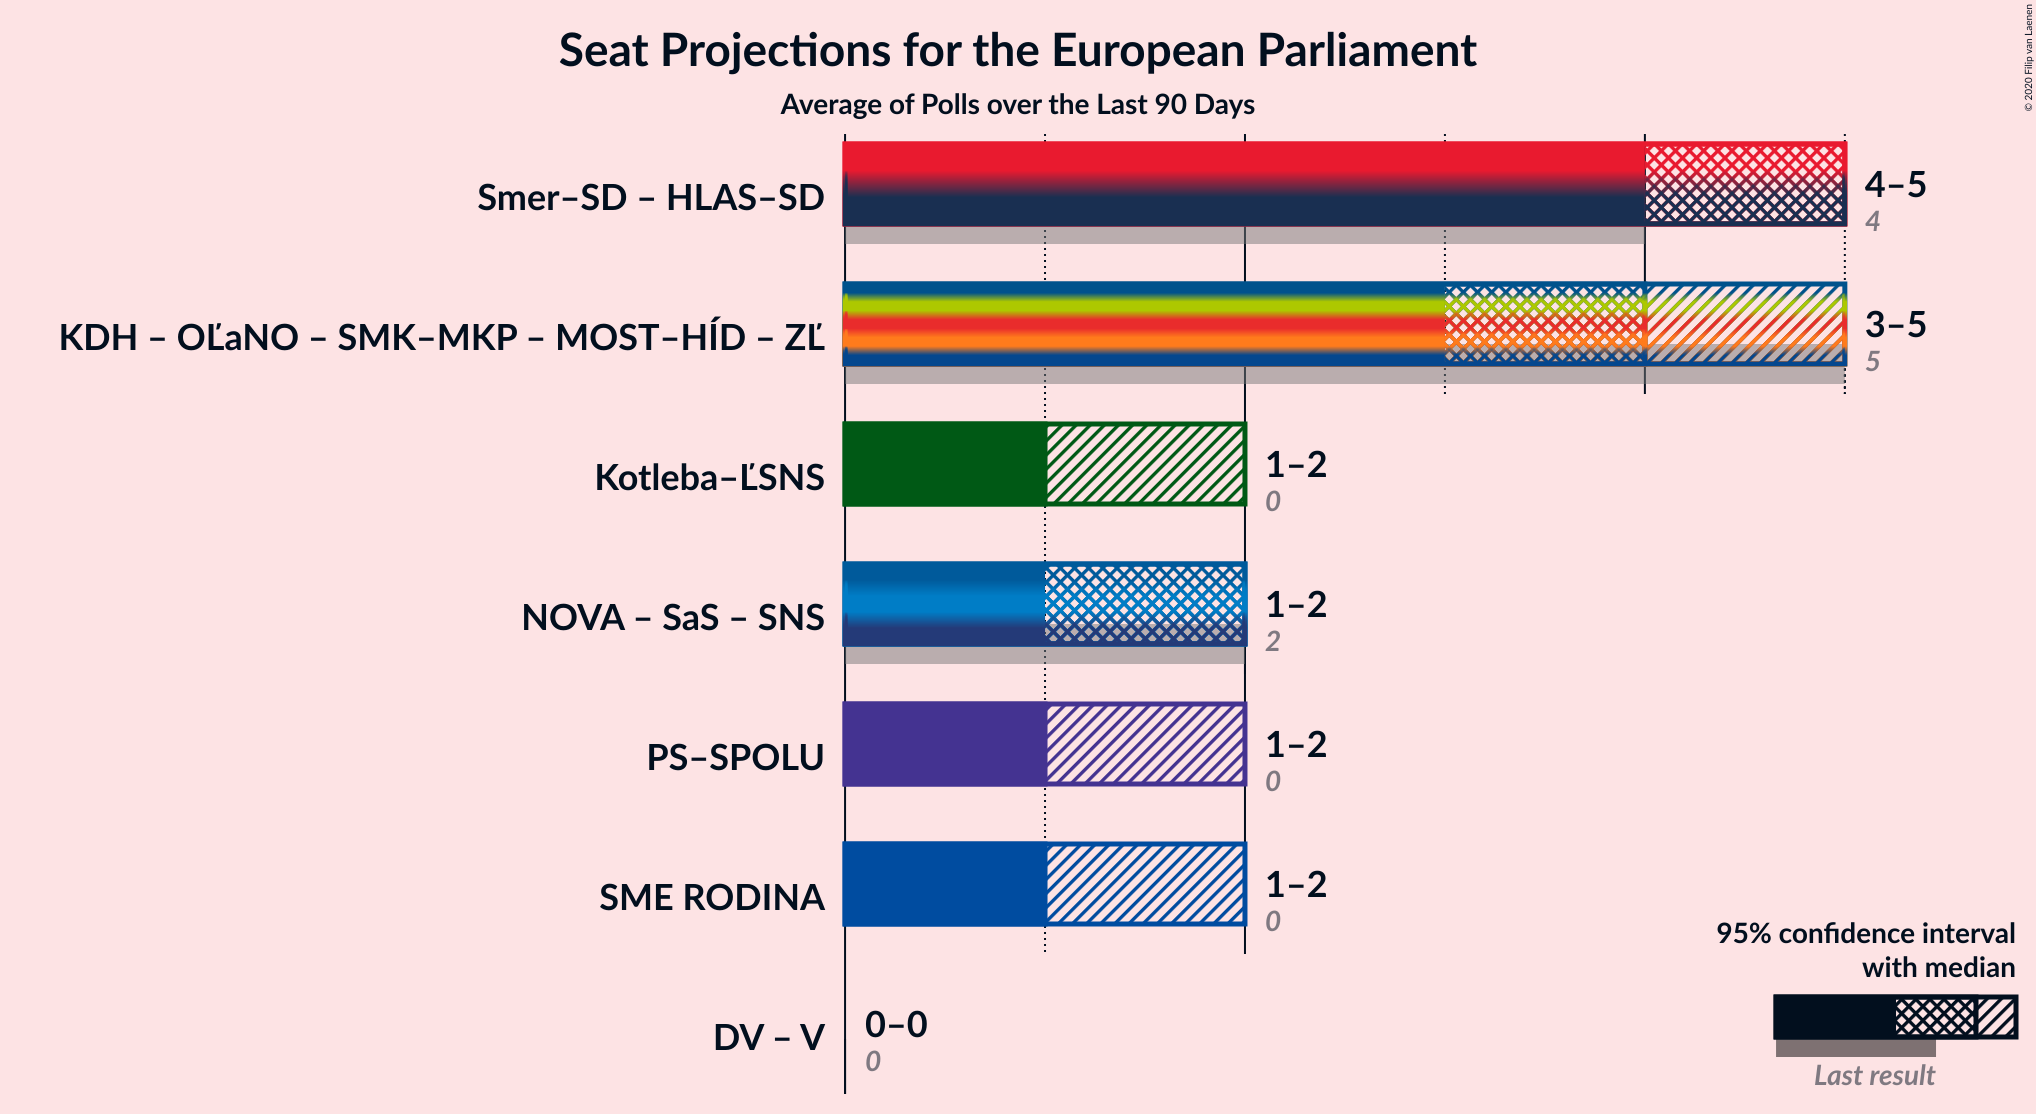 Seat Projections for the European Parliament
Average of Polls over the Last 90 Days
© 2020 Filip van Laenen
Smer–SD – HLAS–SD
4–5
4
KDH – OĽaNO – SMK–MKP – MOST–HÍD – ZĽ
3–5
5
Kotleba–ĽSNS
1–2
0
NOVA – SaS – SNS
1–2
2
PS–SPOLU
1–2
0
SME RODINA
1–2
0
DV – V
0–0
0
95% confidence interval
with median
Last result